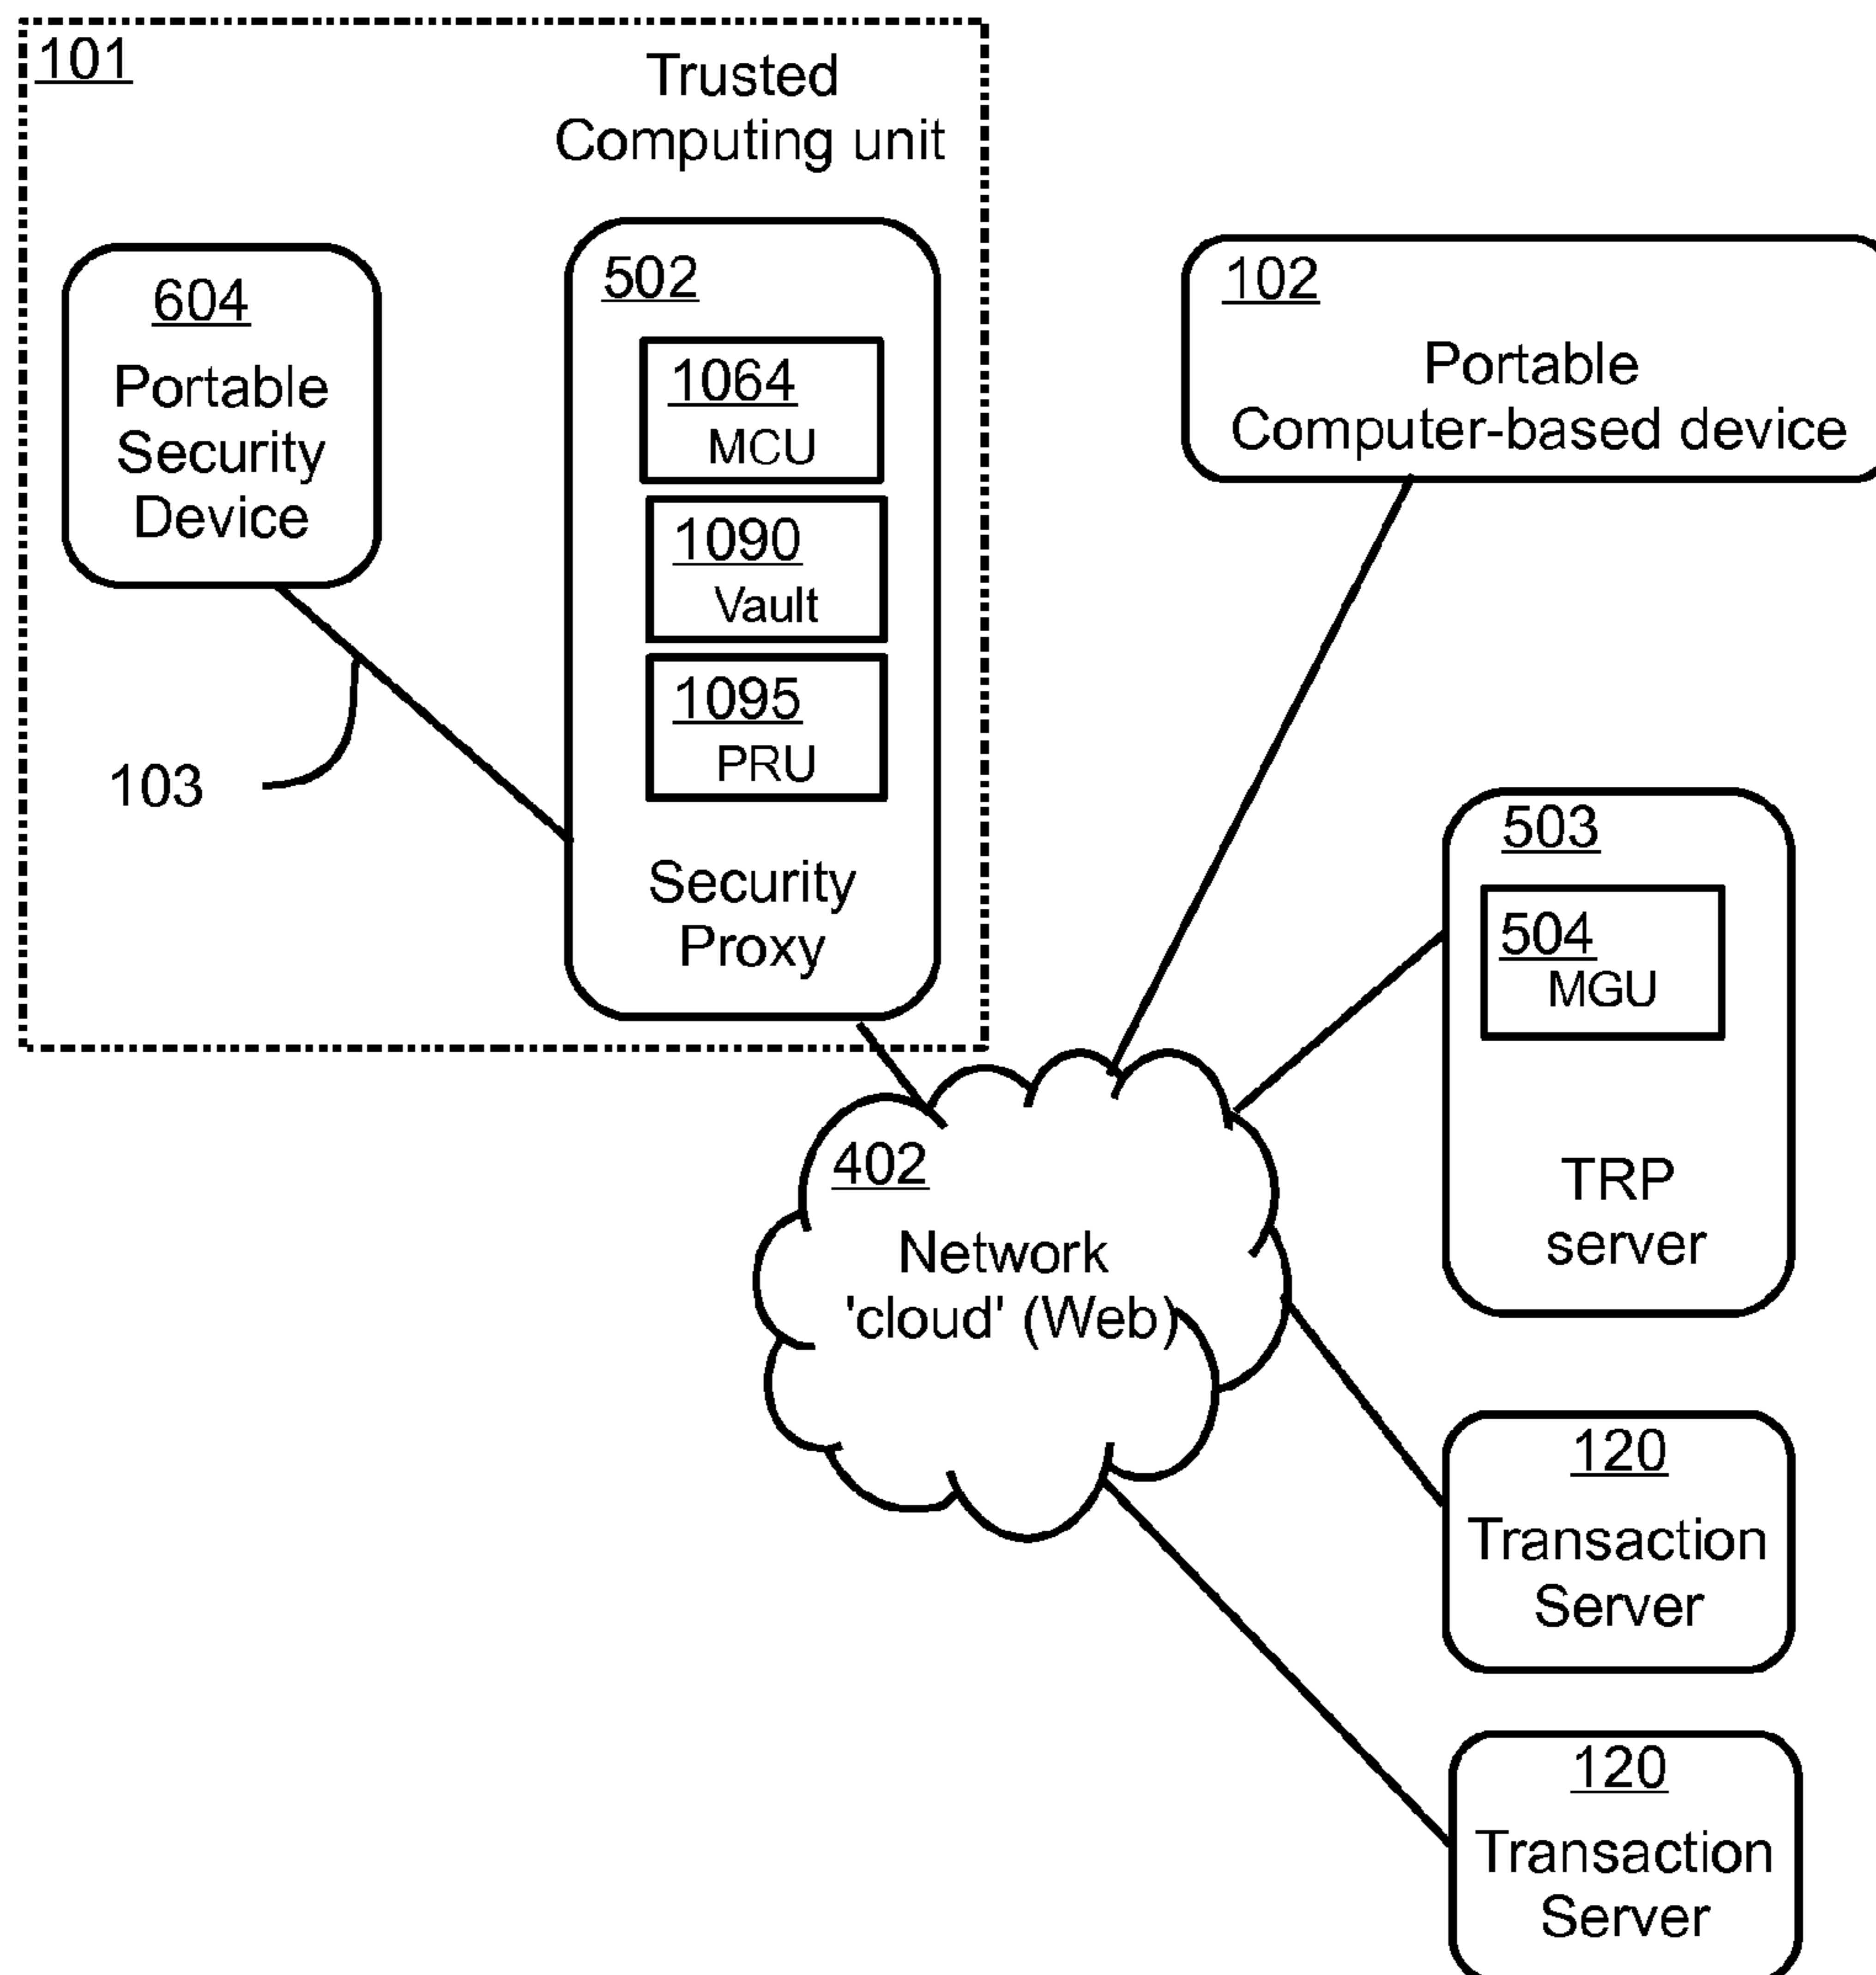 101
Trusted
Computing unit
604
Portable
Security
Device
502
1064
MCU
1090
Vault
1095
PRU
Security
Proxy
103
102
Portable
Computer-based device
503
504
MGU
TRP
server
402
Network
'cloud' (Web)
120
Transaction
Server
120
Transaction
Server